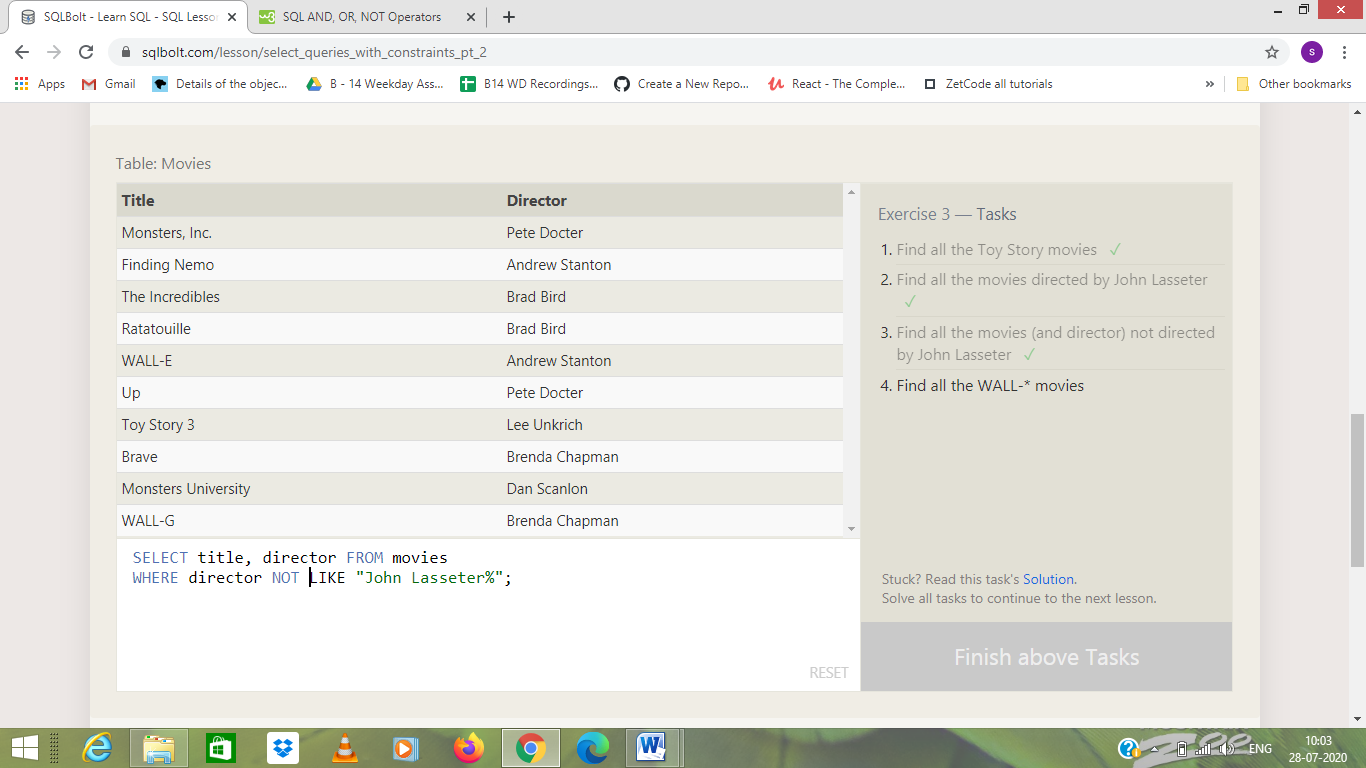 SQLBolt - Learn SQL - SQL Lesso
SQL AND, OR, NOT Operators
sqlbolt.com/lesson/select_queries_with_constraints_pt_2
s
Apps Gmail Details of the objec... B - 14 Weekday Ass... B14 WD Recordings... Create a New Repo... React - The Comple... ZetCode all tutorials » Other bookmarks
Table: Movies
Title Director
Monsters, Inc. Pete Docter
Finding Nemo Andrew Stanton
The Incredibles Brad Bird
Ratatouille Brad Bird
WALL-E Andrew Stanton
Up Pete Docter
Toy Story 3 Lee Unkrich
Brave Brenda Chapman
Monsters University Dan Scanlon
WALL-G Brenda Chapman
SELECT title, director FROM movies
WHERE director NOT LIKE "John Lasseter%";
RESET
Exercise 3 — Tasks
1. Find all the Toy Story movies ✓
2. Find all the movies directed by John Lasseter
✓
3. Find all the movies (and director) not directed
by John Lasseter ✓
4. Find all the WALL-* movies
Stuck? Read this task's Solution.
Solve all tasks to continue to the next lesson.
Finish above Tasks
ENG
10:03
28-07-2020